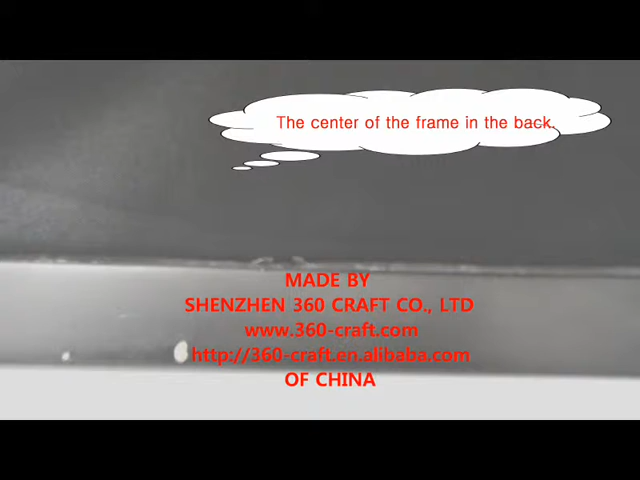 The center of the frame in the back.
MADE BY
SHENZHEN 360 CRAFT CO., LTD
www.360-craft.com
http://360-craft.en.alibaba.com
OF CHINA